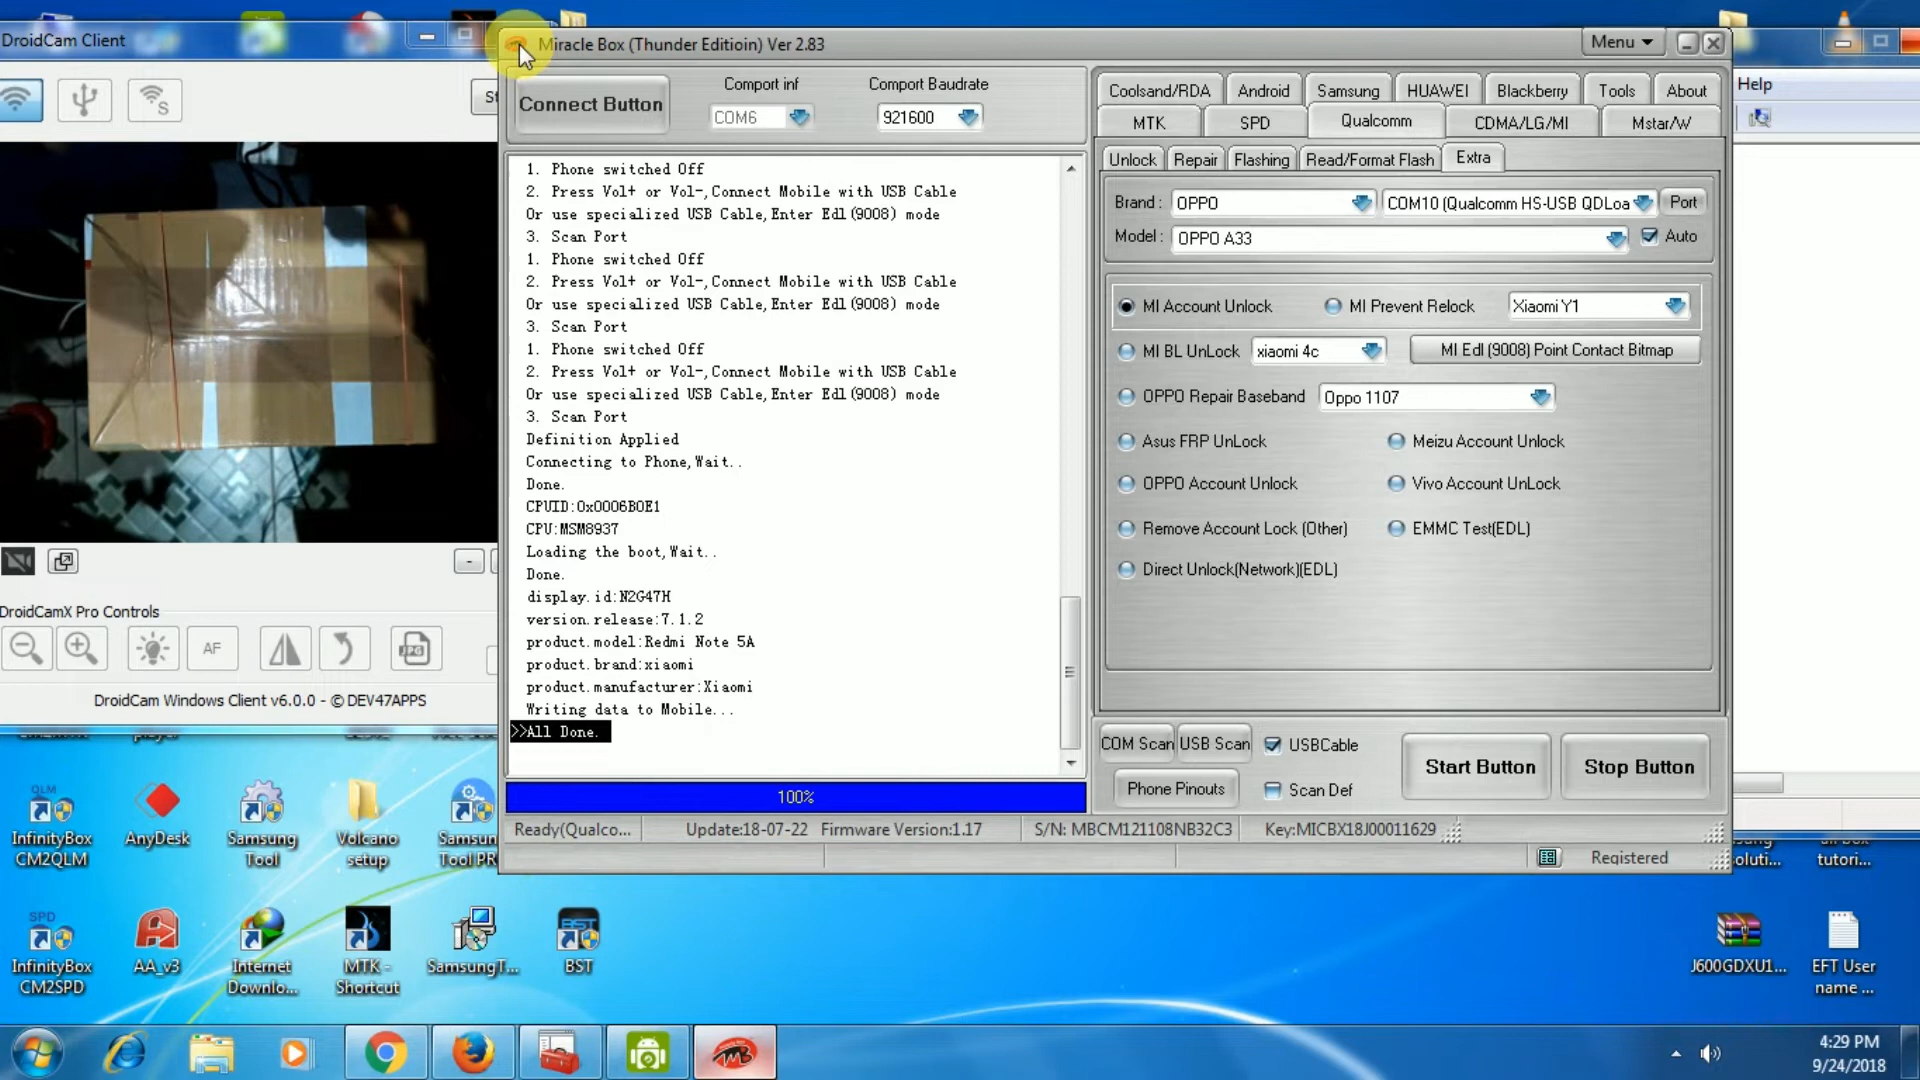 DroidCam Client
St
DroidCamX Pro Controls
AF
JPG
DroidCam Windows Client v6.0.0 - © DEV47APPS
Miracle Box (Thunder Editioin) Ver 2.83
Menu
Connect Button
Comport inf
COM6
Comport Baudrate
921600
1. Phone switched Off
2. Press Vol+ or Vol-,Connect Mobile with USB Cable
Or use specialized USB Cable,Enter Edl(9008) mode
3. Scan Port
1. Phone switched Off
2. Press Vol+ or Vol-,Connect Mobile with USB Cable
Or use specialized USB Cable,Enter Edl(9008) mode
3. Scan Port
1. Phone switched Off
2. Press Vol+ or Vol-,Connect Mobile with USB Cable
Or use specialized USB Cable,Enter Edl(9008) mode
3. Scan Port
Definition Applied
Connecting to Phone,Wait..
Done.
CPUID:0x0006B0E1
CPU:MSM8937
Loading the boot,Wait..
Done.
display.id:N2G47H
version.release:7.1.2
product.model:Redmi Note 5A
product.brand:xiaomi
product.manufacturer:Xiaomi
Writing data to Mobile...
>>All Done.
100%
Coolsand/RDA Android Samsung HUAWEI Blackberry Tools About
MTK SPD Qualcomm CDMA/LG/MI Mstar/W
Unlock Repair Flashing Read/Format Flash Extra
Brand : OPPO COM10 (Qualcomm HS-USB QDLoa Port
Model : OPPO A33 Auto
MI Account Unlock MI Prevent Relock Xiaomi Y1
MI BL UnLock xiaomi 4c MI Edl (9008) Point Contact Bitmap
OPPO Repair Baseband Oppo 1107
Asus FRP UnLock Meizu Account Unlock
OPPO Account Unlock Vivo Account UnLock
Remove Account Lock (Other) EMMC Test(EDL)
Direct Unlock(Network)(EDL)
COM Scan USB Scan USBCable
Phone Pinouts Scan Def
Start Button Stop Button
Ready(Qualco... Update:18-07-22 Firmware Version:1.17 S/N: MBCM121108NB32C3 Key:MICBX18J00011629
Registered
Help
InfinityBox CM2QLM
AnyDesk
Samsung Tool
Volcano setup
Samsun Tool PR
InfinityBox CM2SPD
AA_v3
Internet Downlo...
MTK - Shortcut
SamsungT...
BST
oluti...
tutori...
J600GDXU1...
EFT User name ...
4:29 PM
9/24/2018